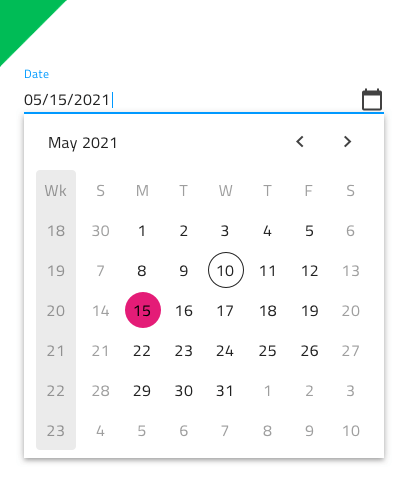 Date
05/15/2021
May 2021
Wk S M T W T F S
18 30 1 2 3 4 5 6
19 7 8 9 10 11 12 13
20 14 15 16 17 18 19 20
21 21 22 23 24 25 26 27
22 28 29 30 31 1 2 3
23 4 5 6 7 8 9 10